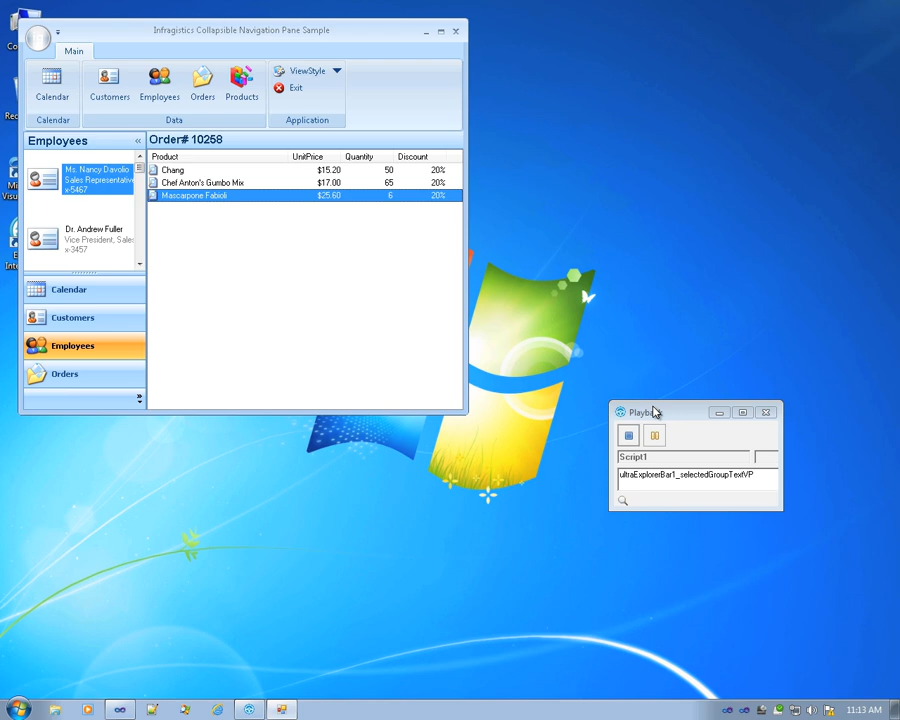 Infragistics Collapsible Navigation Pane Sample
Main
Calendar
Customers
Employees
Orders
Products
ViewStyle
Exit
Calendar
Data
Application
Employees
«
Order# 10258
Product UnitPrice Quantity Discount
Chang $15.20 50 20%
Chef Anton's Gumbo Mix $17.00 65 20%
Mascarpone Fabioli $25.60 6 20%
Ms. Nancy Davolio
Sales Representative
x-5467
Dr. Andrew Fuller
Vice President, Sales
x-3457
Calendar
Customers
Employees
Orders
Script1
ultraExplorerBar1_selectedGroupTextVP
11:13 AM